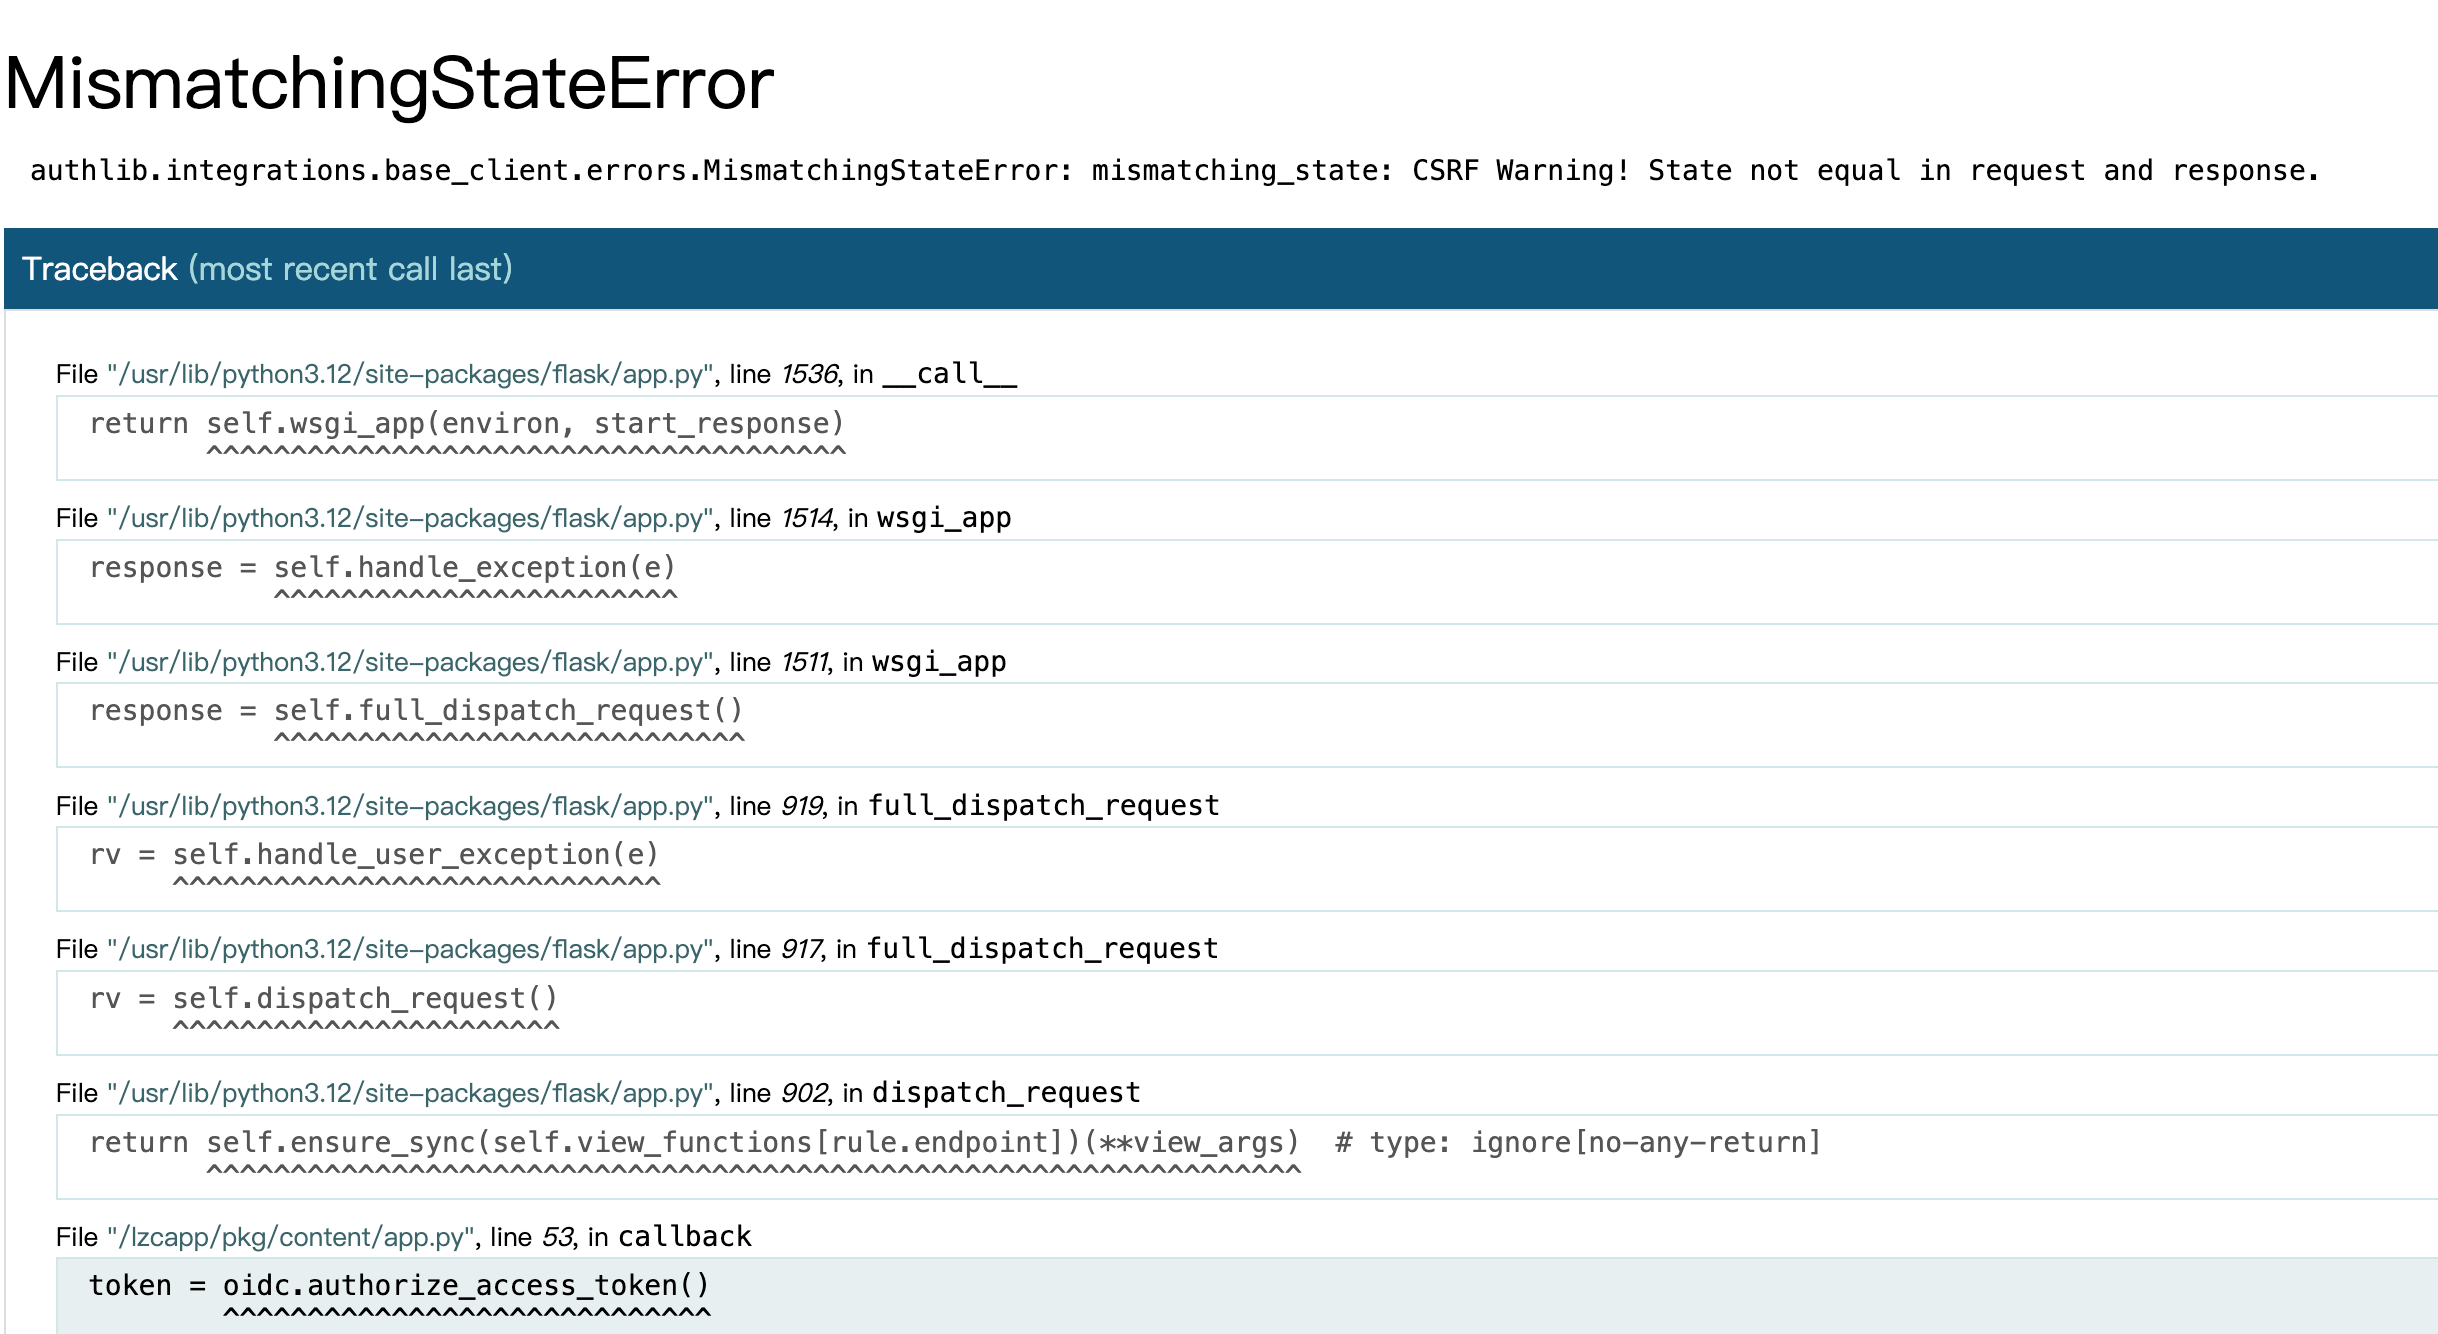 MismatchingStateError
authlib.integrations.base_client.errors.MismatchingStateError: mismatching_state: CSRF Warning! State not equal in request and response.
Traceback (most recent call last)
File "/usr/lib/python3.12/site-packages/flask/app.py", line 1536, in __call__
return self.wsgi_app(environ, start_response)
^^^^^^^^^^^^^^^^^^^^^^^^^^^^^^^^^^^^^^
File "/usr/lib/python3.12/site-packages/flask/app.py", line 1514, in wsgi_app
response = self.handle_exception(e)
^^^^^^^^^^^^^^^^^^^^^^^^
File "/usr/lib/python3.12/site-packages/flask/app.py", line 1511, in wsgi_app
response = self.full_dispatch_request()
^^^^^^^^^^^^^^^^^^^^^^^^^^^^
File "/usr/lib/python3.12/site-packages/flask/app.py", line 919, in full_dispatch_request
rv = self.handle_user_exception(e)
^^^^^^^^^^^^^^^^^^^^^^^^^^^^^
File "/usr/lib/python3.12/site-packages/flask/app.py", line 917, in full_dispatch_request
rv = self.dispatch_request()
^^^^^^^^^^^^^^^^^^^^^^^
File "/usr/lib/python3.12/site-packages/flask/app.py", line 902, in dispatch_request
return self.ensure_sync(self.view_functions[rule.endpoint])(**view_args)  # type: ignore[no-any-return]
^^^^^^^^^^^^^^^^^^^^^^^^^^^^^^^^^^^^^^^^^^^^^^^^^^^^^^^^^^^^^^^^^
File "/lzcapp/pkg/content/app.py", line 53, in callback
token = oidc.authorize_access_token()
^^^^^^^^^^^^^^^^^^^^^^^^^^^^^